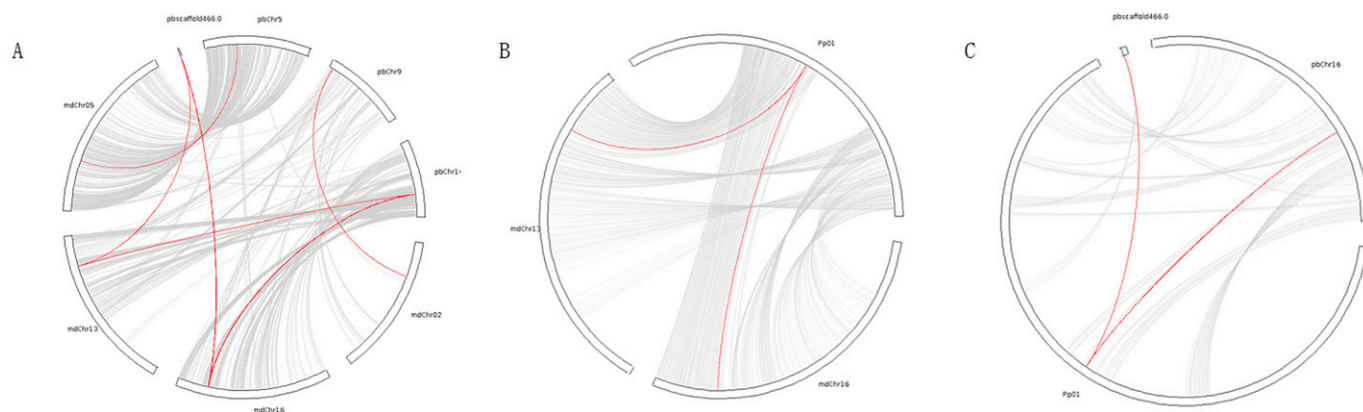 A
pbscaffold466.0
pbChr5
pbChr9
mdChr05
mdChr13
mdChr16
mdChr02
B
Pp01
mdChr16
C
pbscaffold466.0
pbChr16
Pp01